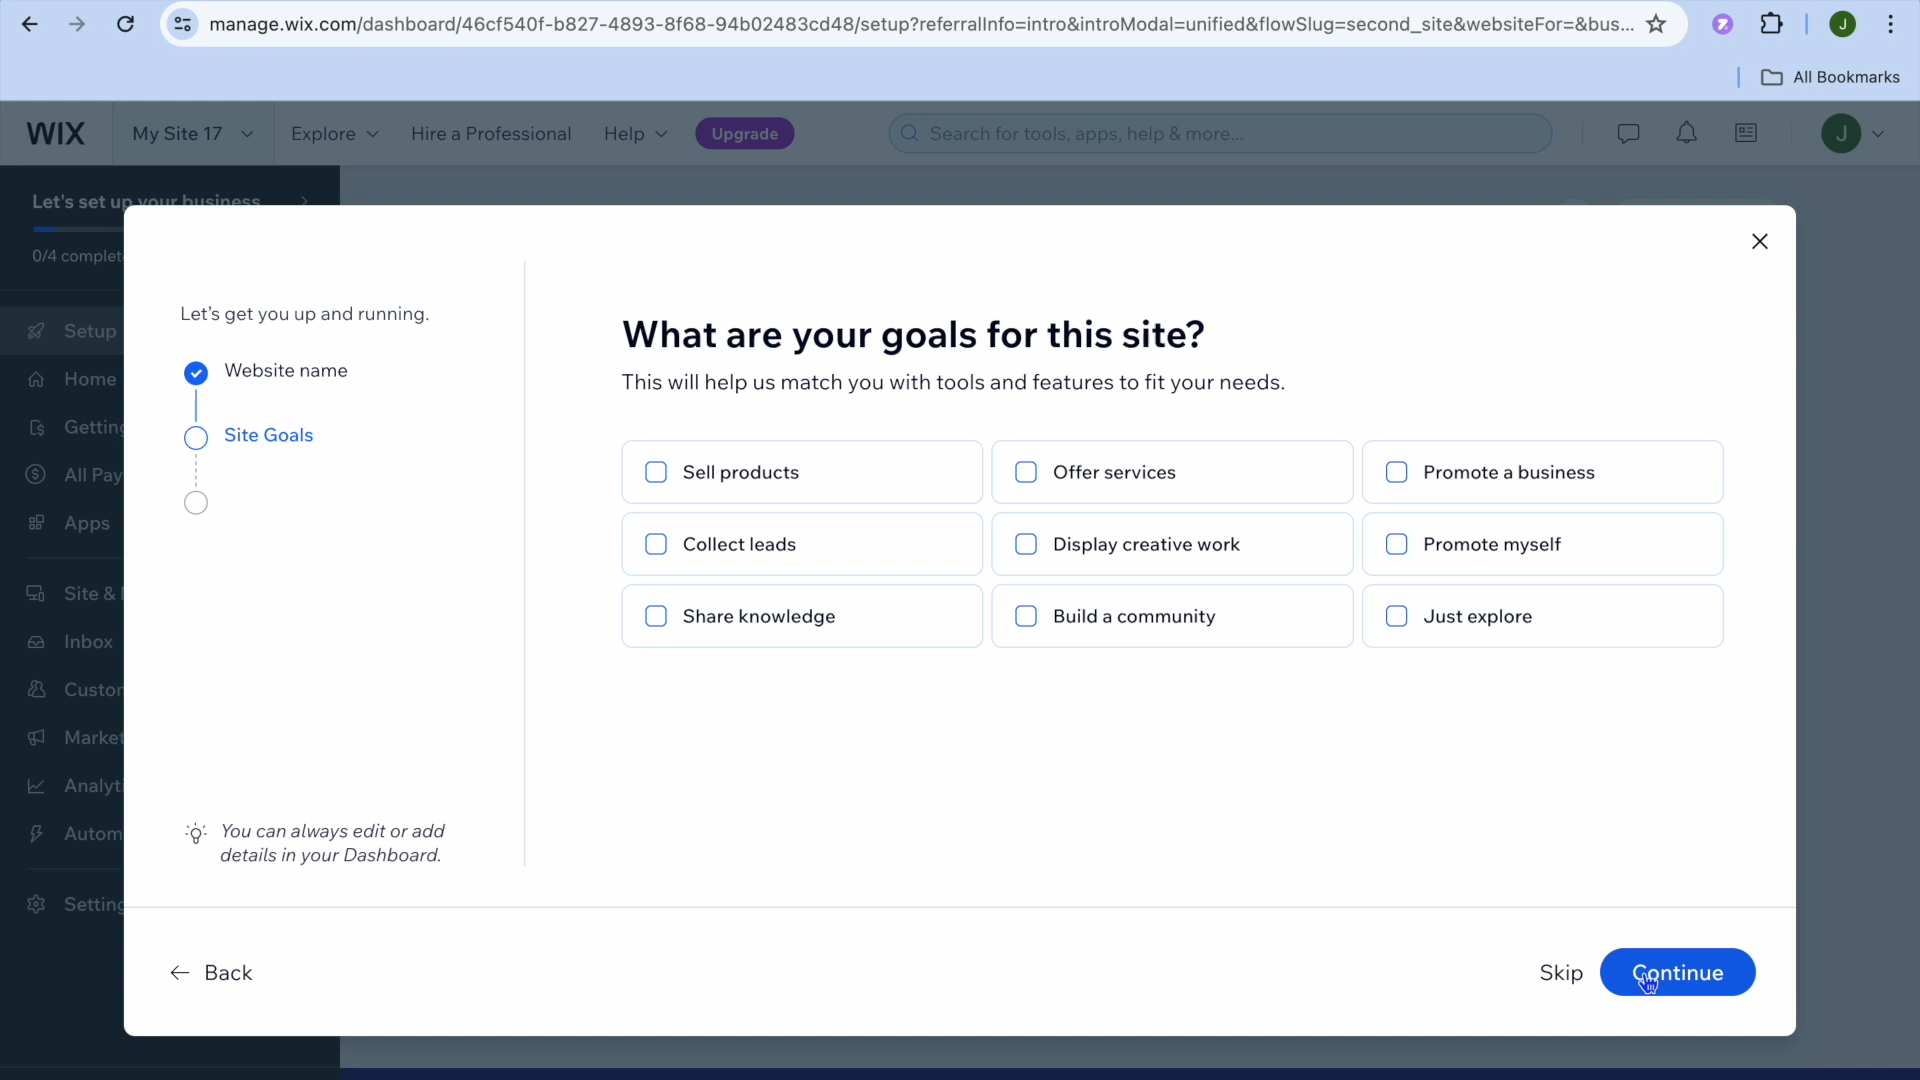 manage.wix.com/dashboard/46cf540f-b827-4893-8f68-94b02483cd48/setup?referralInfo=intro&introModal=unified&flowSlug=second_site&websiteFor=&bus...
J
All Bookmarks
WIX
My Site 17
Explore
Hire a Professional
Help
Upgrade
Search for tools, apps, help & more...
J
Let's set up your business
0/4 complet
Setup
Home
Getting
All Pay
Apps
Site &
Inbox
Custor
Market
Analyti
Autom
Setting
Let's get you up and running.
Website name
Site Goals
You can always edit or add
details in your Dashboard.
What are your goals for this site?
This will help us match you with tools and features to fit your needs.
Sell products
Offer services
Promote a business
Collect leads
Display creative work
Promote myself
Share knowledge
Build a community
Just explore
Back
Skip
Continue